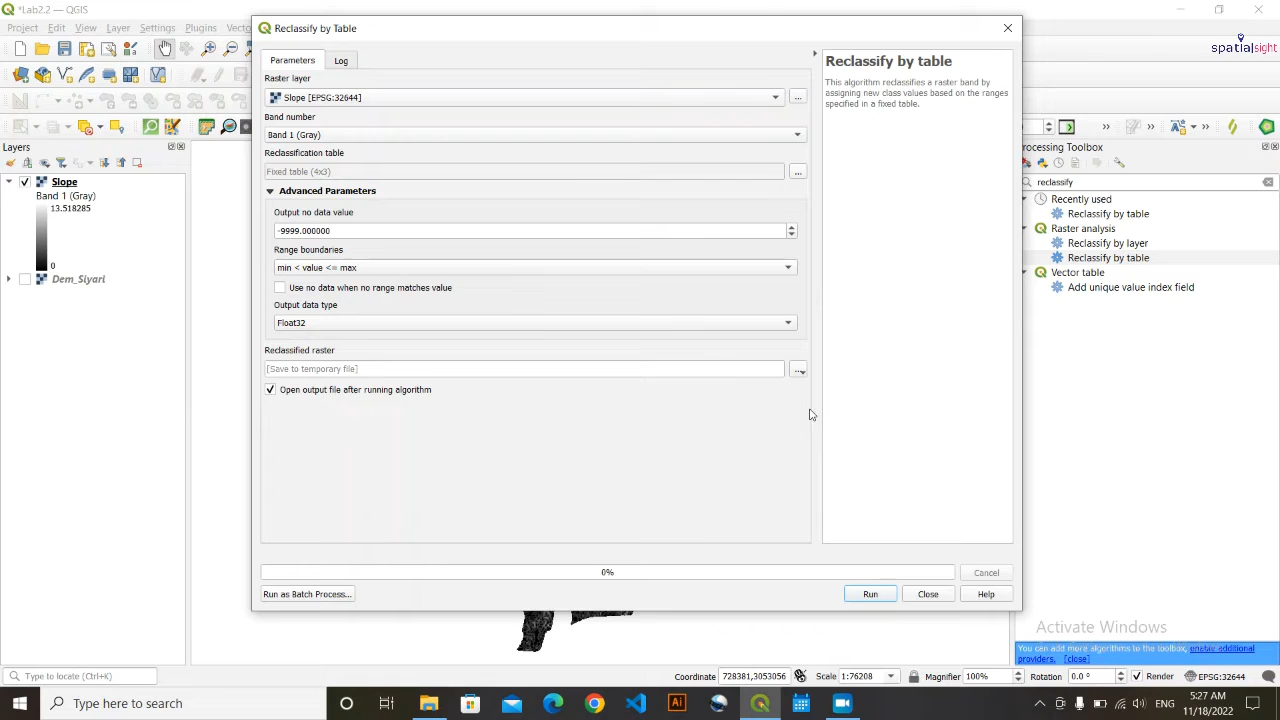 *Lab2.2 — QGIS
Project Edit View Layer Settings Plugins Vecto
spatialsight
Reclassify by Table
Parameters Log
Raster layer
Slope [EPSG:32644]
...
Band number
Band 1 (Gray)
Reclassification table
Fixed table (4x3)
...
Advanced Parameters
Output no data value
-9999.000000
Range boundaries
min < value <= max
Use no data when no range matches value
Output data type
Float32
Reclassified raster
[Save to temporary file]
...
Open output file after running algorithm
0%
Cancel
Run as Batch Process...
Run Close Help
Reclassify by table
This algorithm reclassifies a raster band by
assigning new class values based on the ranges
specified in a fixed table.
Layers
Slope
Band 1 (Gray)
13.518285
0
Dem_Siyari
rocessing Toolbox
reclassify
Recently used
Reclassify by table
Raster analysis
Reclassify by layer
Reclassify by table
Vector table
Add unique value index field
Activate Windows
You can add more algorithms to the toolbox, enable additional
providers. [close]
Type to locate (Ctrl+K)
Coordinate 728381,3053056 Scale 1:76208 Magnifier 100% Rotation 0.0 ° Render EPSG:32644
Type here to search
Ai
ENG
5:27 AM
11/18/2022